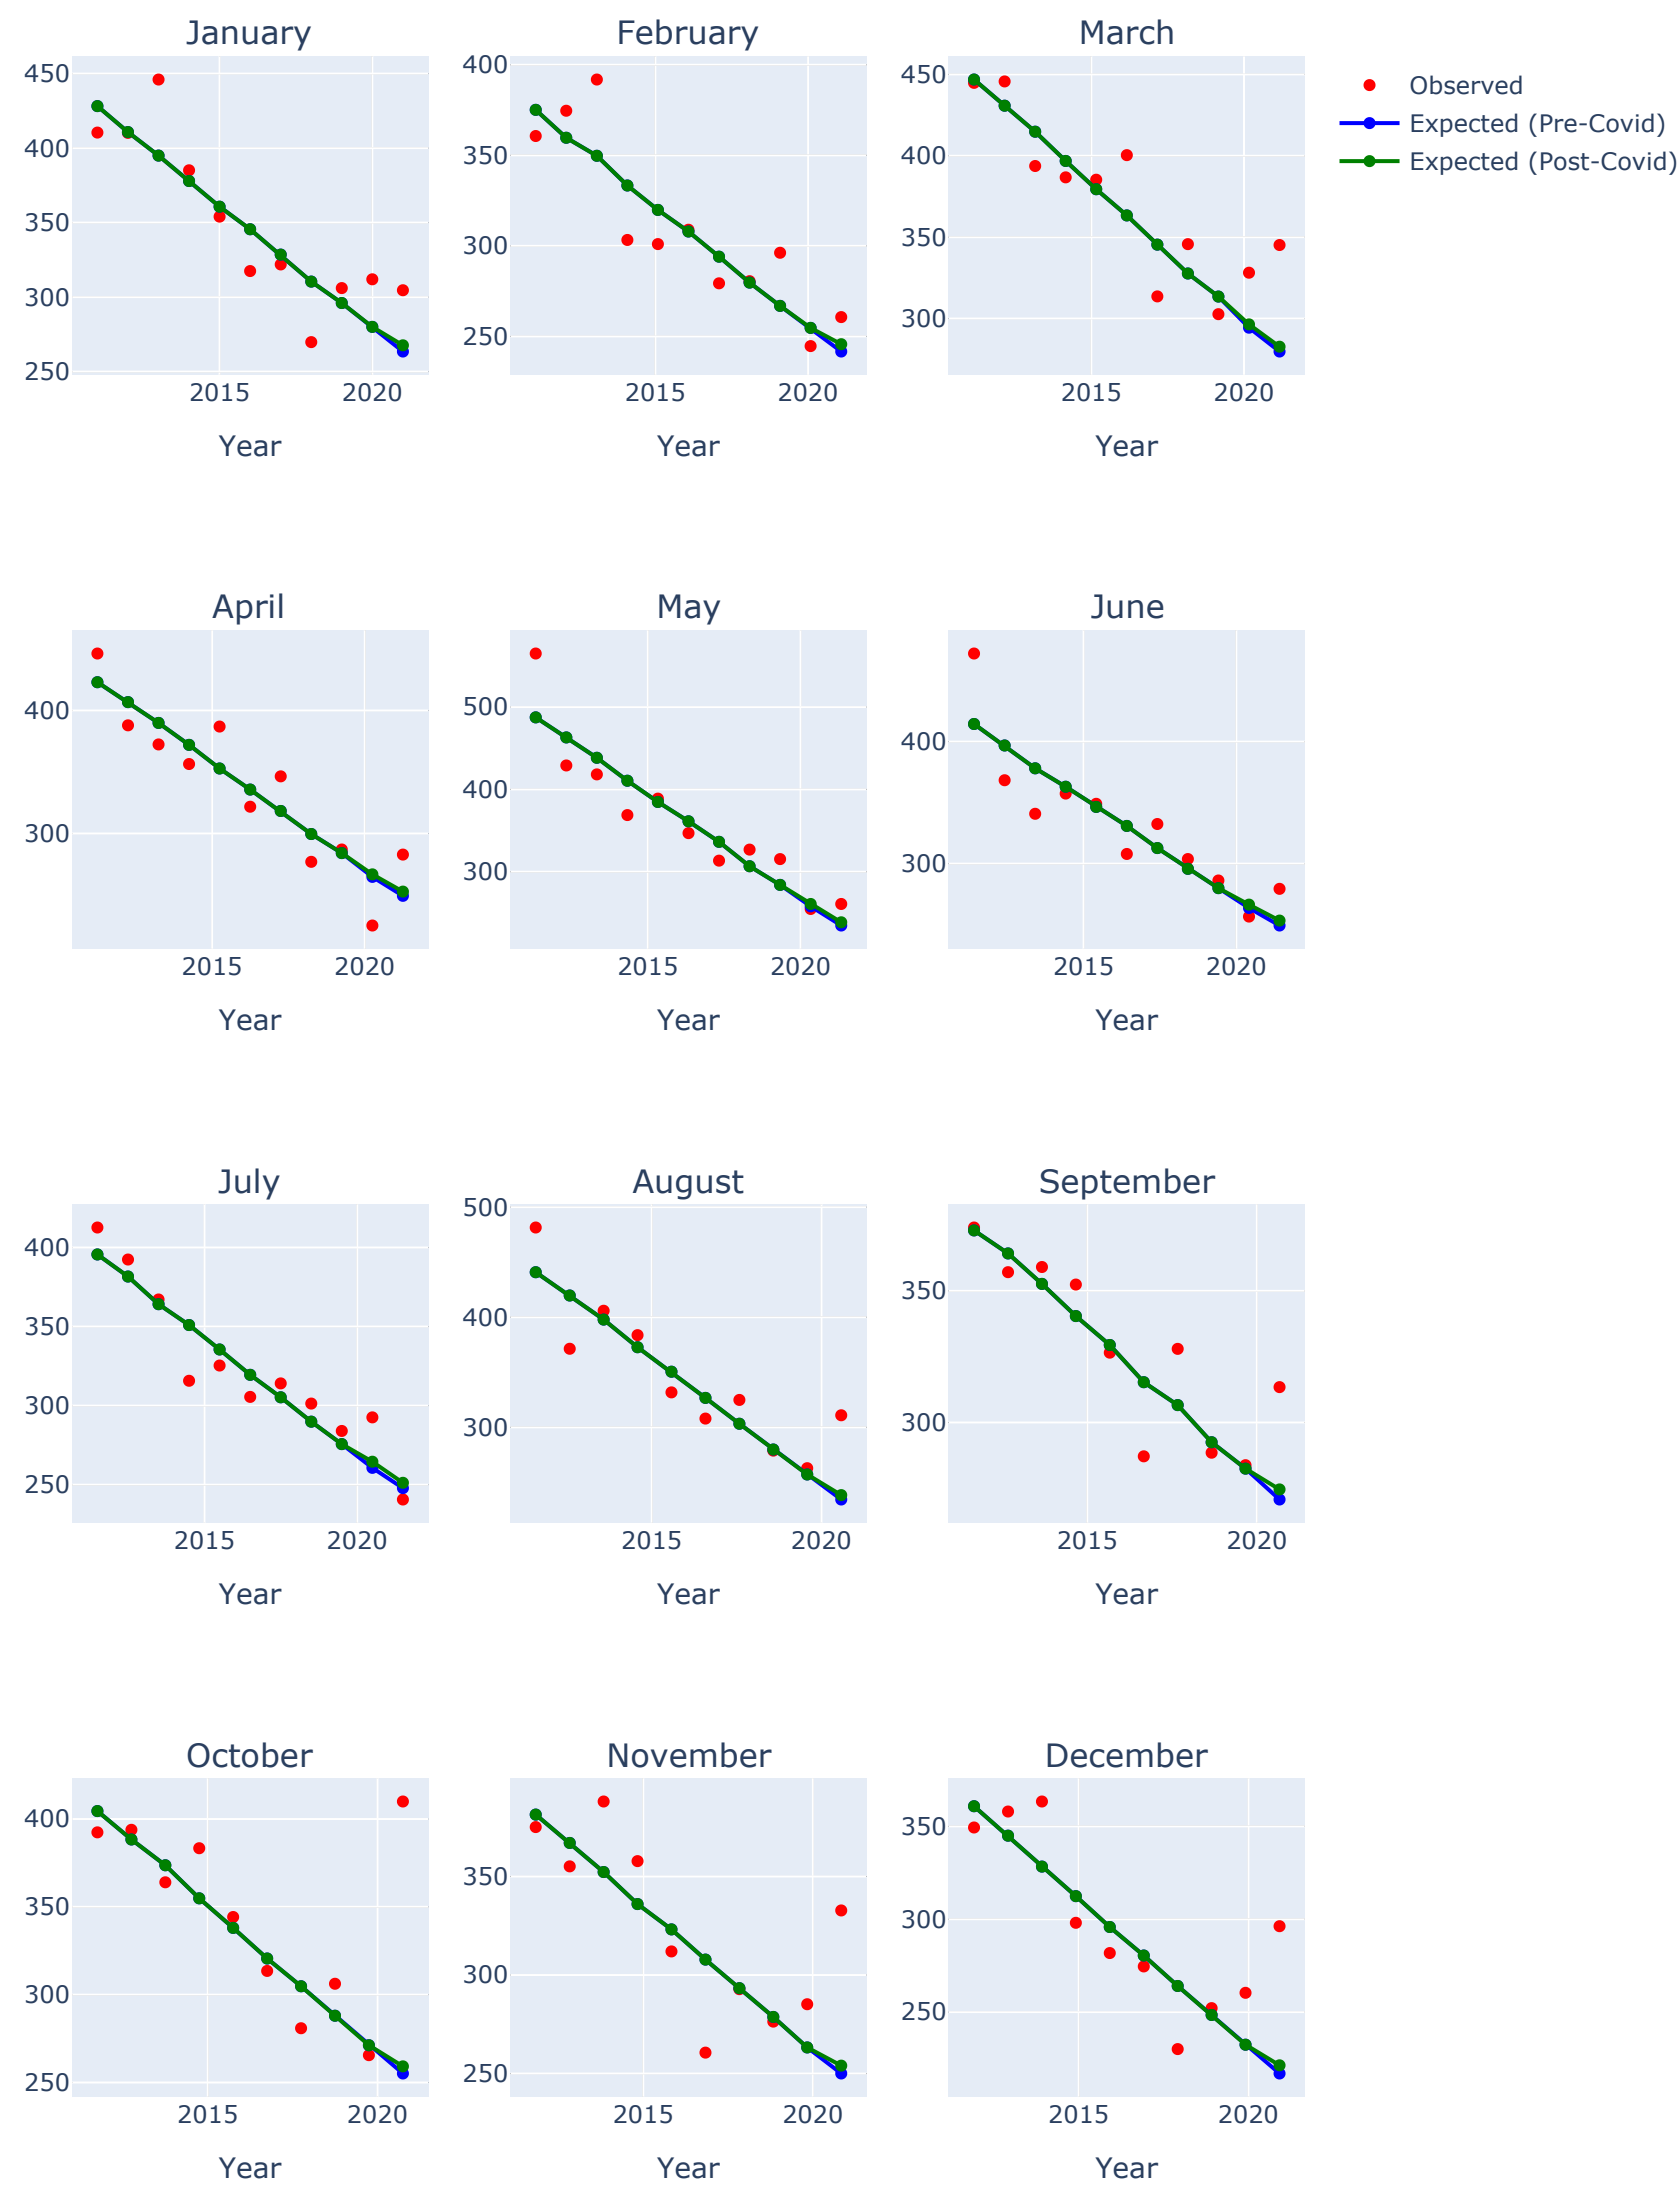 January
February
March
450
400
350
300
250
2015
2020
Year
400
350
300
250
2015
2020
Year
450
400
350
300
2015
2020
Year
Observed
Expected (Pre-Covid)
Expected (Post-Covid)
April
May
June
400
300
2015
2020
Year
500
400
300
2015
2020
Year
400
300
2015
2020
Year
July
August
September
400
350
300
250
2015
2020
Year
500
400
300
2015
2020
Year
350
300
2015
2020
Year
October
November
December
400
350
300
250
2015
2020
Year
350
300
250
2015
2020
Year
350
300
250
2015
2020
Year